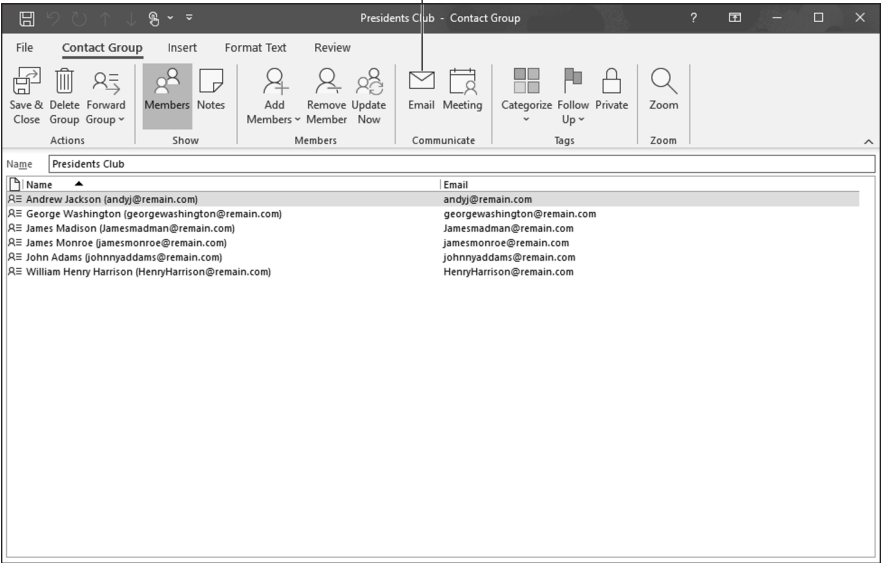 Presidents Club - Contact Group ?
File Contact Group Insert Format Text Review
Save & Close Delete Group Forward Group Members Notes Add Members Remove Member Update Now Email Meeting Categorize Follow Up Private Zoom
Actions Show Members Communicate Tags Zoom
Name Presidents Club
Name Email
Andrew Jackson (andyj@remain.com) andyj@remain.com
George Washington (georgewashington@remain.com) georgewashington@remain.com
James Madison (Jamesmadman@remain.com) Jamesmadman@remain.com
James Monroe (jamesmonroe@remain.com) jamesmonroe@remain.com
John Adams (johnnyaddams@remain.com) johnnyaddams@remain.com
William Henry Harrison (HenryHarrison@remain.com) HenryHarrison@remain.com